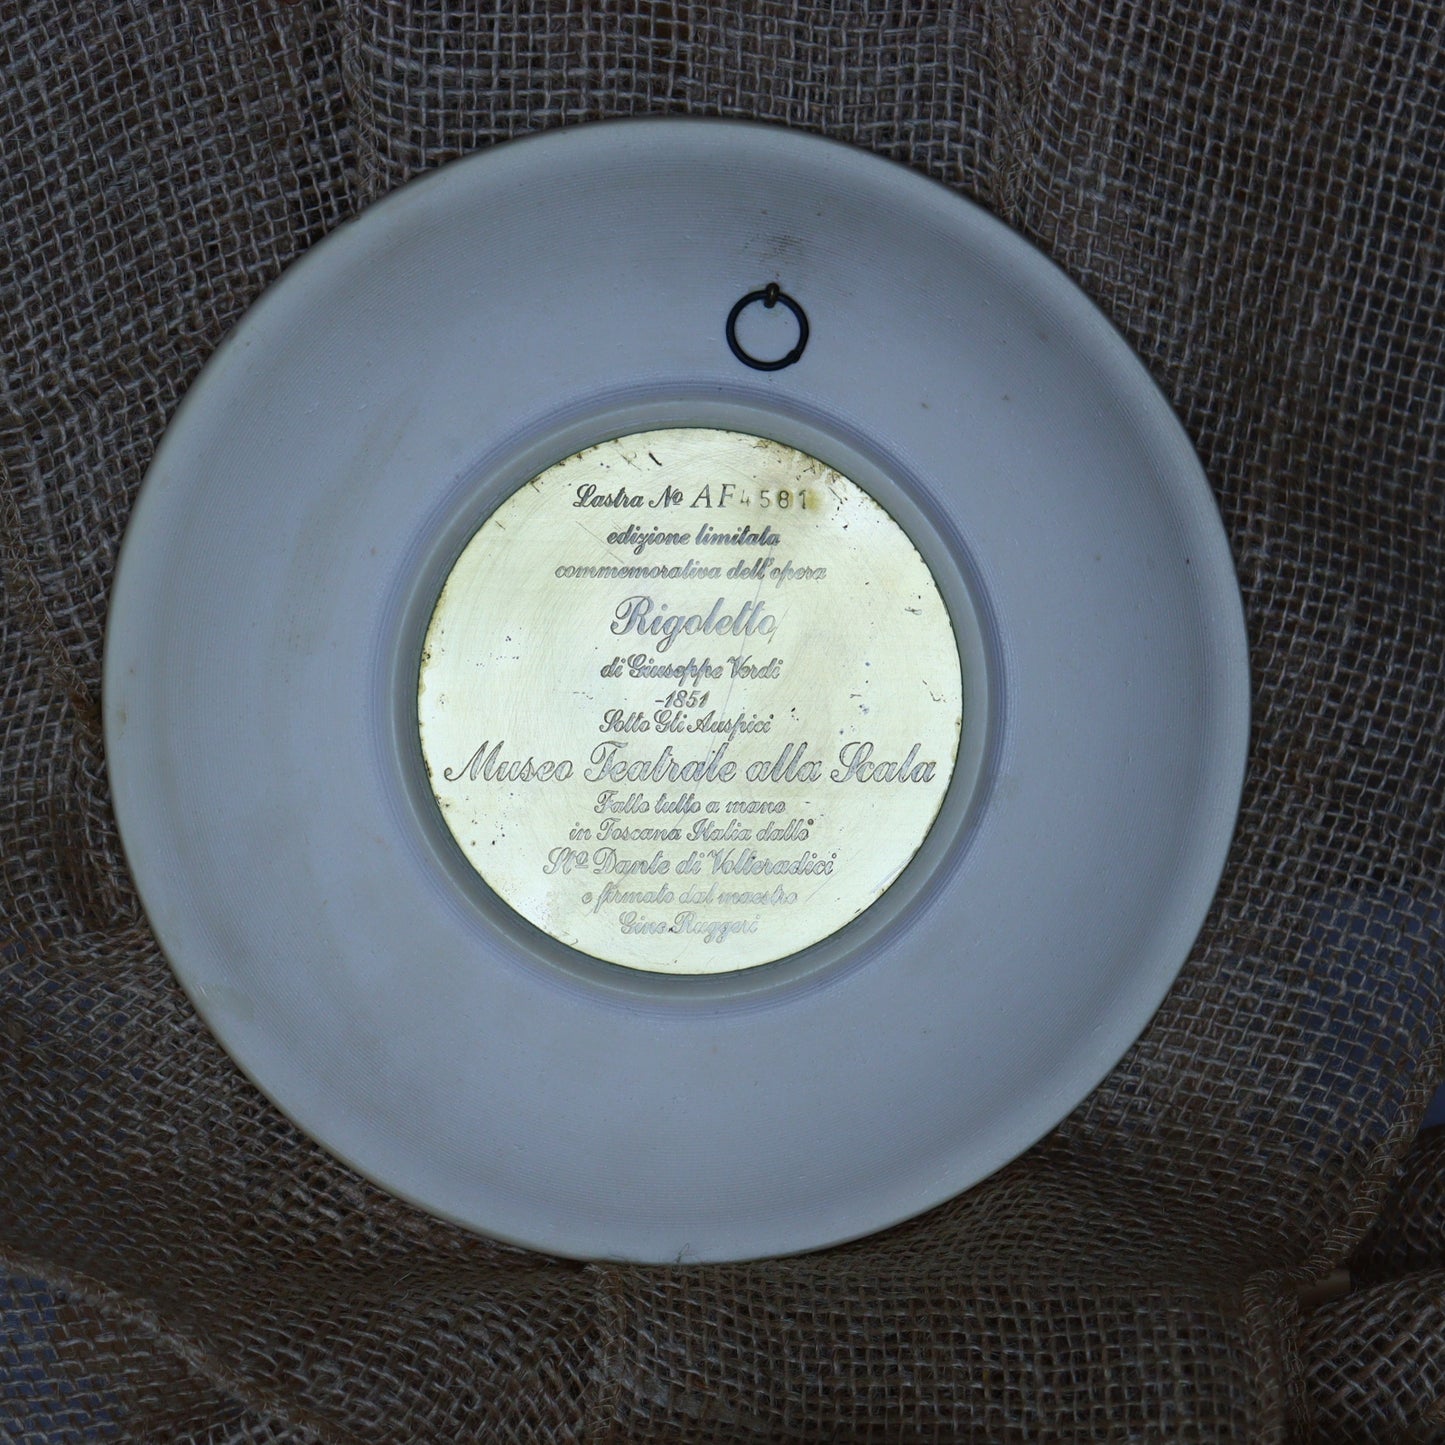 Lastra Nº AF4581
edizione limitata
commemorativa dell'opera
Rigoletto
di Giuseppe Verdi
-1851
Sotto Gli Auspici
Museo Teatrale alla Scala
Fatto tutto a mano
in Toscana Italia dallo
Stº Dante di Volteradici
e firmato dal maestro
Gino Ruggeri